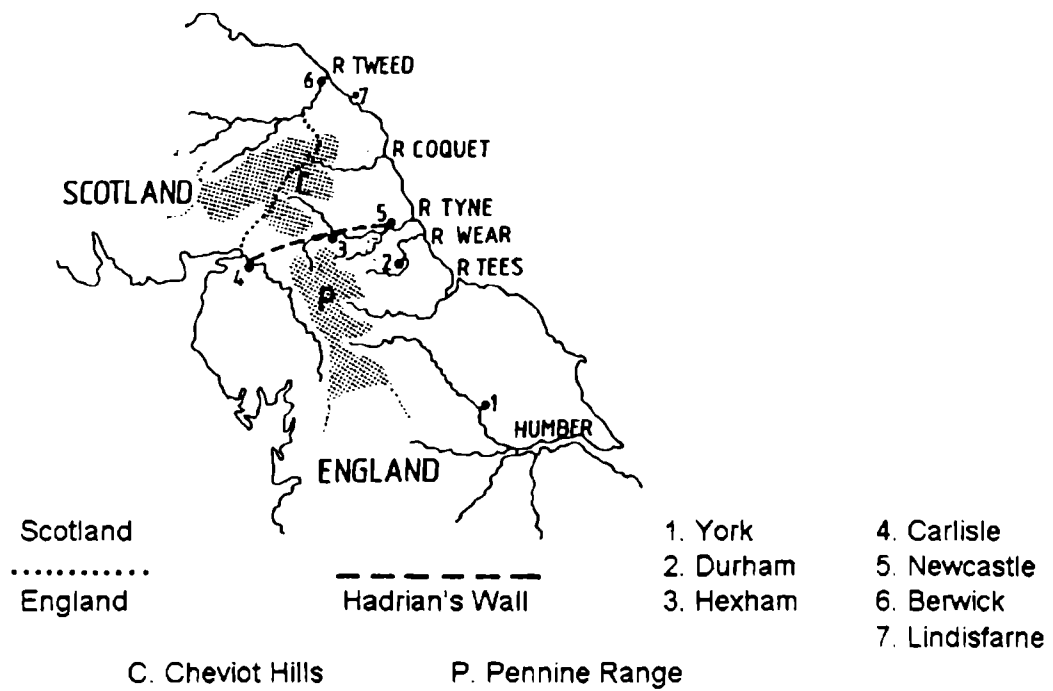 R TWEED
6
7
R COQUET
SCOTLAND
C
R TYNE
5
R WEAR
3
2
R TEES
4
P
1
HUMBER
ENGLAND
Scotland
England
Hadrian's Wall
1. York
2. Durham
3. Hexham
4. Carlisle
5. Newcastle
6. Berwick
7. Lindisfarne
C. Cheviot Hills
P. Pennine Range